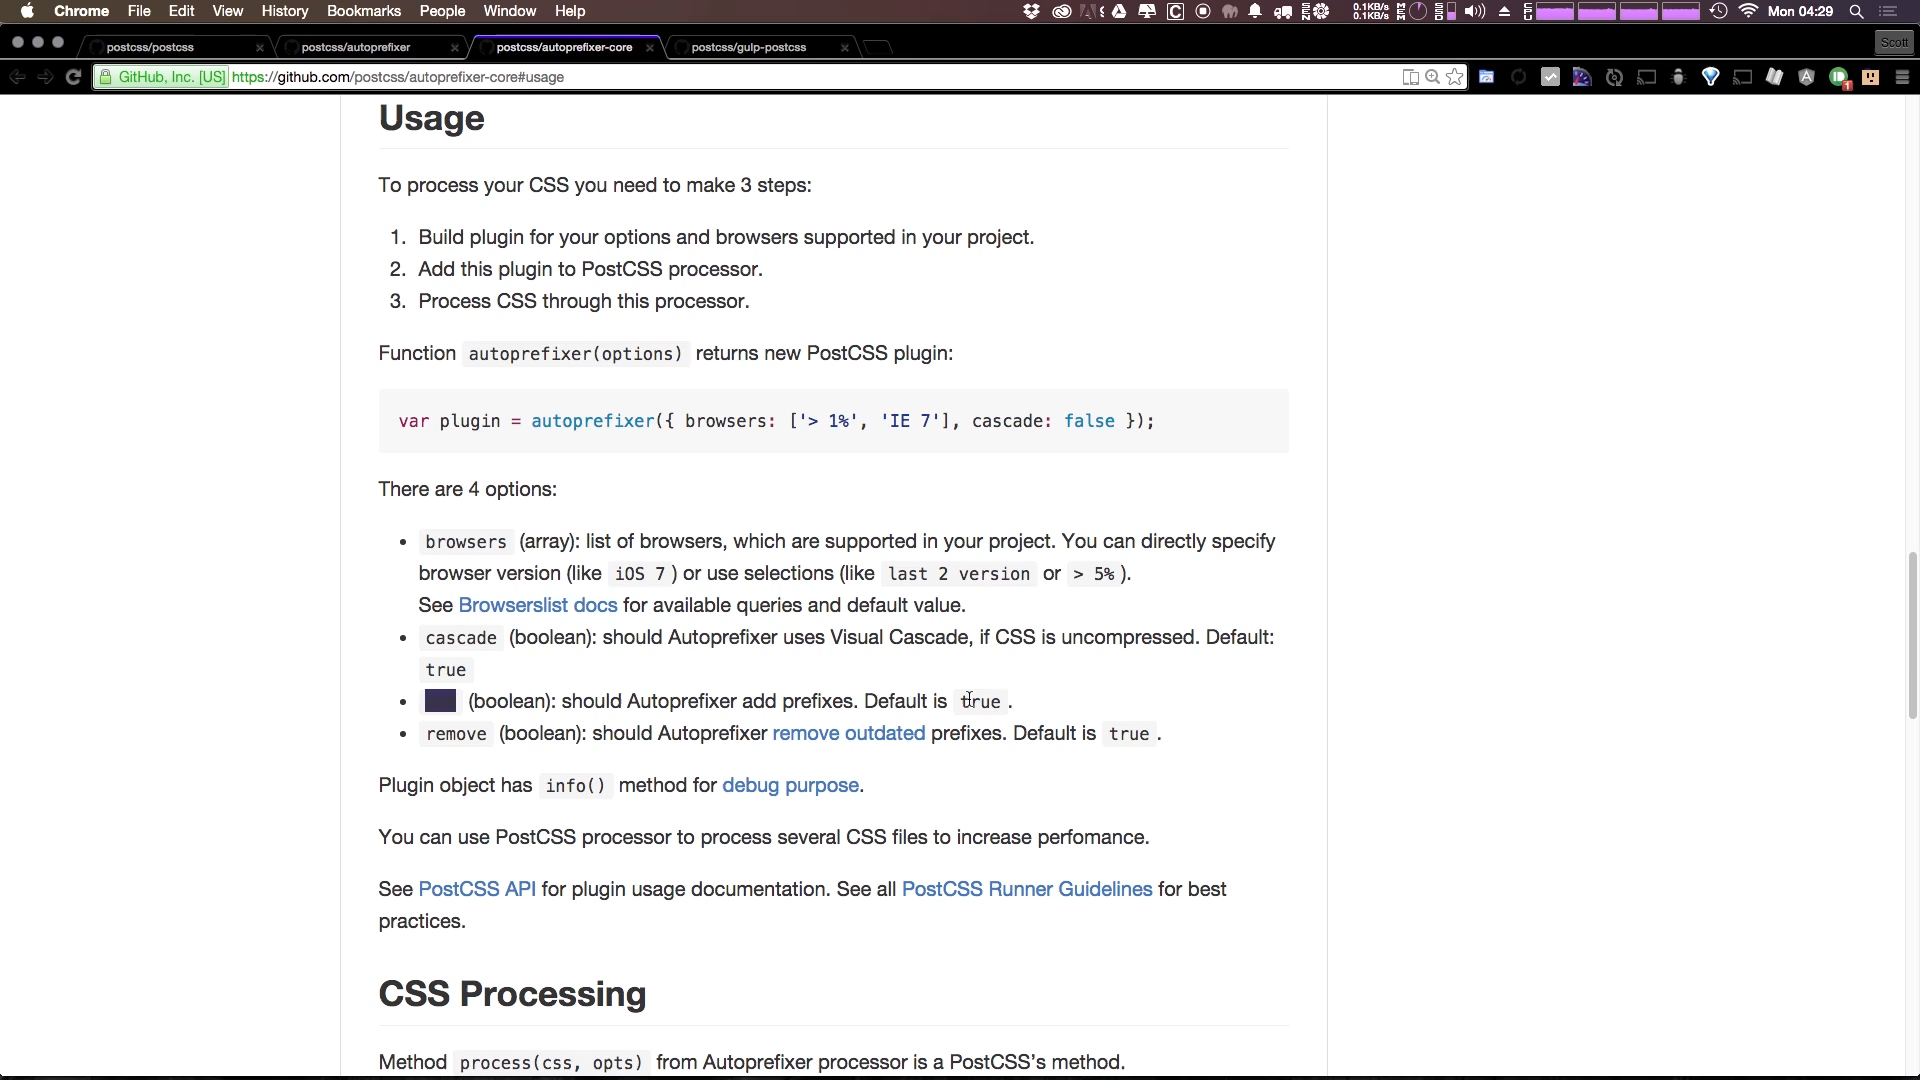 Chrome File Edit View History Bookmarks People Window Help 0.1KB/s 0.1KB/s Mon 04:29
postcss/postcss postcss/autoprefixer postcss/autoprefixer-core postcss/gulp-postcss Scott
GitHub, Inc. [US] https://github.com/postcss/autoprefixer-core#usage
Usage
To process your CSS you need to make 3 steps:
1. Build plugin for your options and browsers supported in your project.
2. Add this plugin to PostCSS processor.
3. Process CSS through this processor.
Function autoprefixer(options) returns new PostCSS plugin:
var plugin = autoprefixer({ browsers: ['> 1%', 'IE 7'], cascade: false });
There are 4 options:
• browsers (array): list of browsers, which are supported in your project. You can directly specify
browser version (like iOS 7 ) or use selections (like last 2 version or > 5% ).
See Browserslist docs for available queries and default value.
• cascade (boolean): should Autoprefixer uses Visual Cascade, if CSS is uncompressed. Default:
true
• (boolean): should Autoprefixer add prefixes. Default is true .
• remove (boolean): should Autoprefixer remove outdated prefixes. Default is true .
Plugin object has info() method for debug purpose.
You can use PostCSS processor to process several CSS files to increase perfomance.
See PostCSS API for plugin usage documentation. See all PostCSS Runner Guidelines for best
practices.
CSS Processing
Method process(css, opts) from Autoprefixer processor is a PostCSS's method.